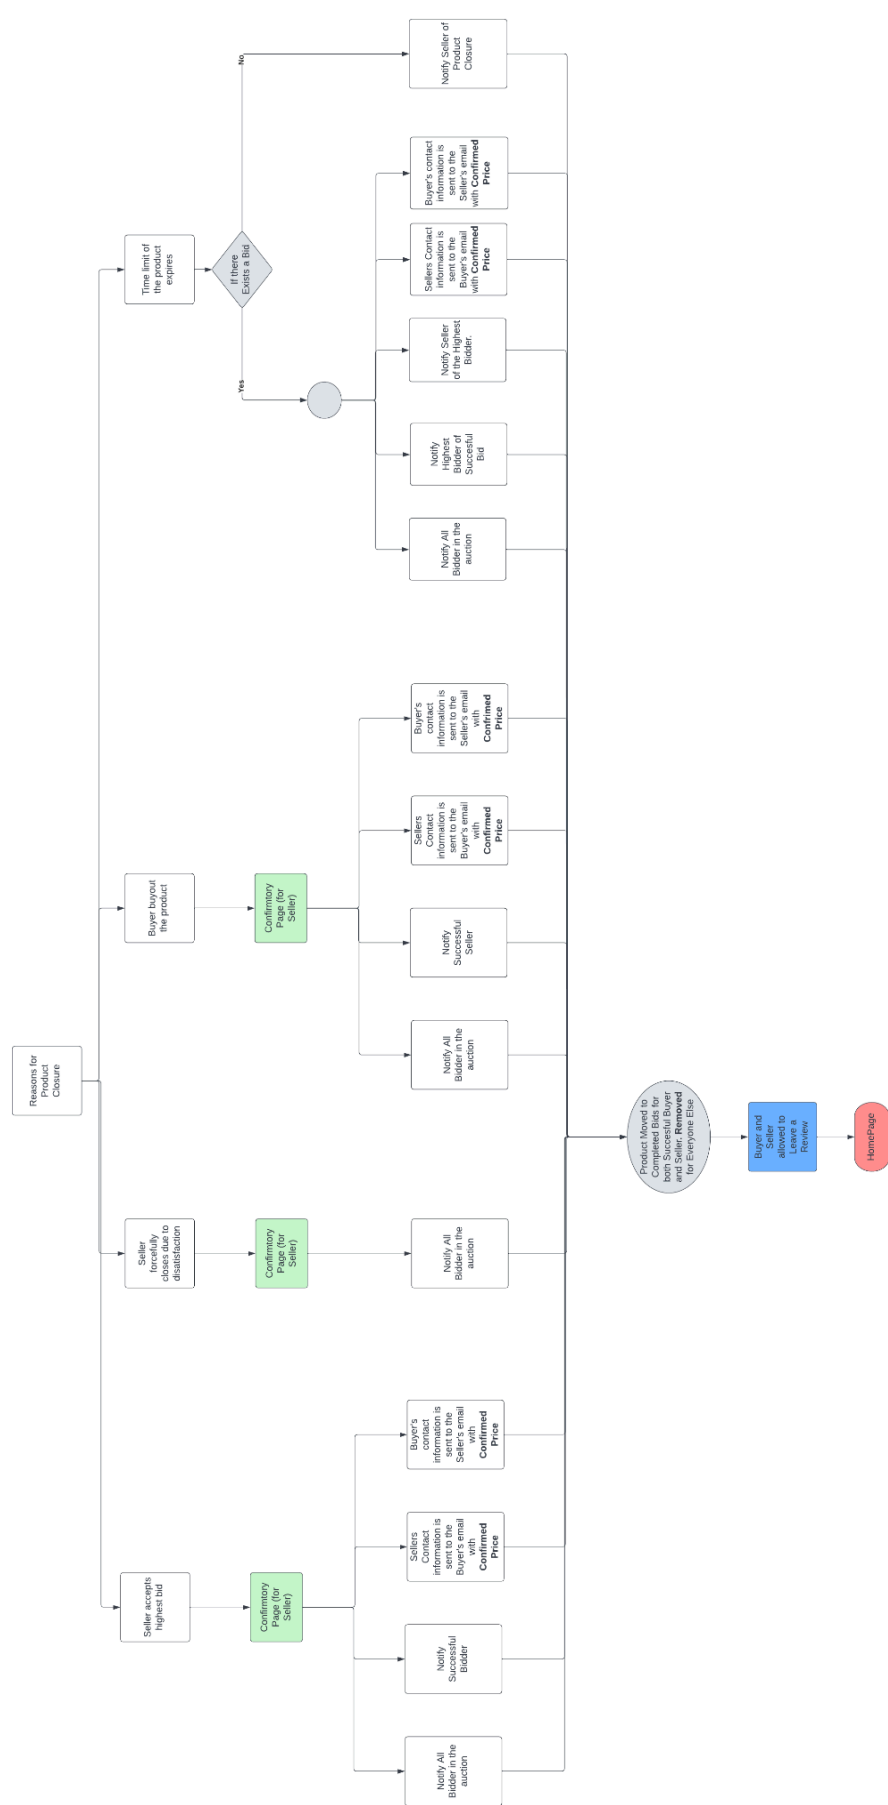 Reasons for
Product
Closure
Seller accepts
highest bid
Seller
forcefully
closes due to
disatisfaction
Buyer buyout
the product
Time limit of
the product
expires
Confirmtory
Page (for
Seller)
Confirmtory
Page (for
Seller)
Confirmtory
Page (for
Seller)
If there
Exists a Bid
Yes
No
Notify All
Bidder in the
auction
Notify
Successful
Bidder
Sellers
Contact
information is
sent to the
Buyer's email
with
Confirmed
Price
Buyer's
contact
information is
sent to the
Seller's email
with
Confirmed
Price
Notify All
Bidder in the
auction
Notify All
Bidder in the
auction
Notify
Successful
Seller
Sellers
Contact
information is
sent to the
Buyer's email
with
Confirmed
Price
Buyer's
contact
information is
sent to the
Seller's email
with
Confrimed
Price
Notify All
Bidder in the
auction
Notify
Highest
Bidder of
Succesful
Bid
Notify Seller
of the Highest
Bidder.
Sellers Contact
information is
sent to the
Buyer's email
with Confirmed
Price
Buyer's contact
information is
sent to the
Seller's email
with Confirmed
Price
Notify Seller of
Product
Closure
Product Moved to
Completed Bids for
both Succesful Buyer
and Seller. Removed
for Everyone Else
Buyer and
Seller
allowed to
Leave a
Review
HomePage